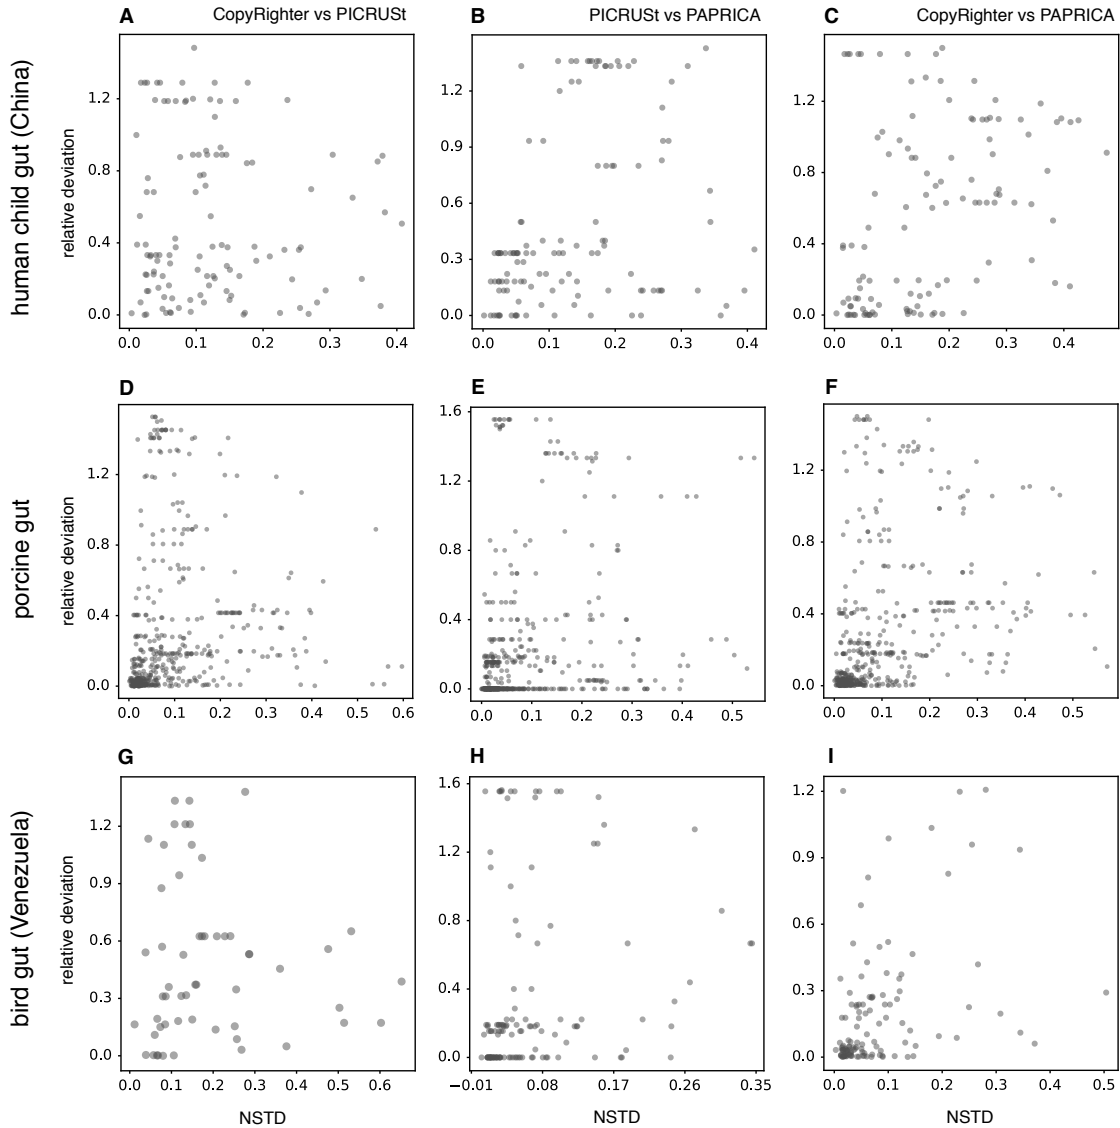 A CopyRighter vs PICRUSt B PICRUSt vs PAPRICA C CopyRighter vs PAPRICA
human child gut (China)
relative deviation
1.2
0.8
0.4
0.0
0.0 0.1 0.2 0.3 0.4
1.2
0.9
0.6
0.3
0.0
0.0 0.1 0.2 0.3 0.4
1.2
0.8
0.4
0.0
0.0 0.2 0.4
D E F
porcine gut
relative deviation
1.2
0.8
0.4
0.0
0.0 0.1 0.2 0.3 0.4 0.5 0.6
1.6
1.2
0.8
0.4
0.0
0.0 0.1 0.2 0.3 0.4 0.5
1.2
0.8
0.4
0.0
0.0 0.1 0.2 0.3 0.4 0.5
G H I
bird gut (Venezuela)
relative deviation
1.2
0.9
0.6
0.3
0.0
0.0 0.1 0.2 0.3 0.4 0.5 0.6
1.6
1.2
0.8
0.4
0.0
−0.01 0.08 0.17 0.26 0.35
1.2
0.9
0.6
0.3
0.0
0.0 0.1 0.2 0.3 0.4 0.5
NSTD NSTD NSTD